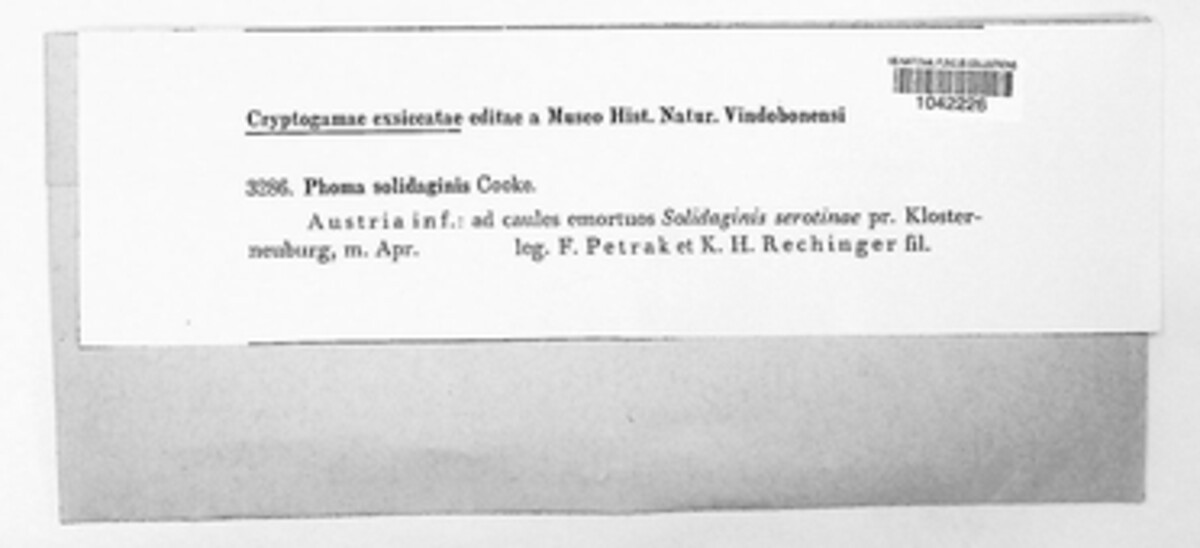 1042226
Cryptogamae exsiccatae editae a Museo Hist. Natur. Vindobonensi
3286. Phoma solidaginis Cooke.
Austria inf.: ad caules emortuos Solidaginis serotinae pr. Kloster-
neuburg, m. Apr. leg. F. Petrak et K. H. Rechinger fil.